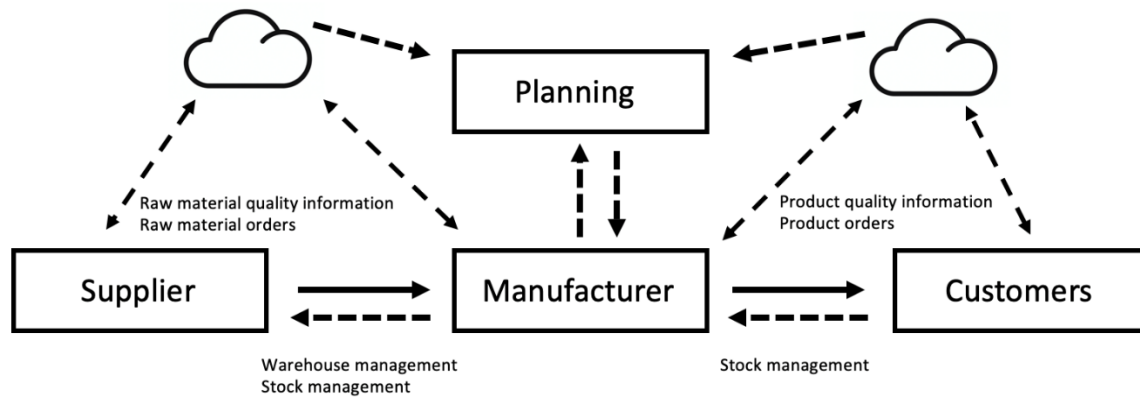 Planning
Raw material quality information
Raw material orders
Product quality information
Product orders
Supplier
Manufacturer
Customers
Warehouse management
Stock management
Stock management